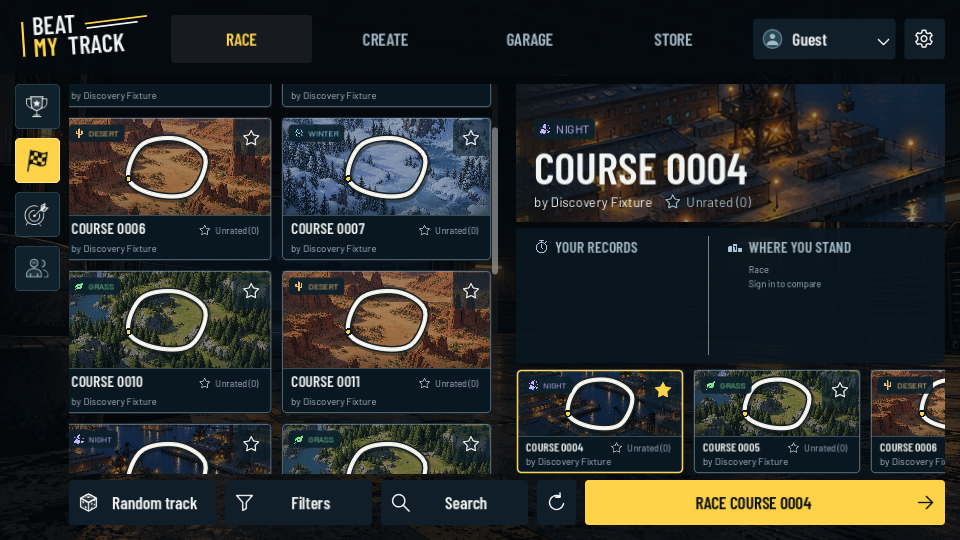 BEAT
MY TRACK
RACE
CREATE
GARAGE
STORE
Guest
by Discovery Fixture
by Discovery Fixture
DESERT
COURSE 0006
Unrated (0)
by Discovery Fixture
WINTER
COURSE 0007
Unrated (0)
by Discovery Fixture
GRASS
COURSE 0010
Unrated (0)
by Discovery Fixture
DESERT
COURSE 0011
Unrated (0)
by Discovery Fixture
NIGHT
GRASS
NIGHT
COURSE 0004
by Discovery Fixture
Unrated (0)
YOUR RECORDS
WHERE YOU STAND
Race
Sign in to compare
NIGHT
COURSE 0004
Unrated (0)
by Discovery Fixture
GRASS
COURSE 0005
Unrated (0)
by Discovery Fixture
DESERT
COURSE 0006
by Discovery Fi
Random track
Filters
Search
RACE COURSE 0004